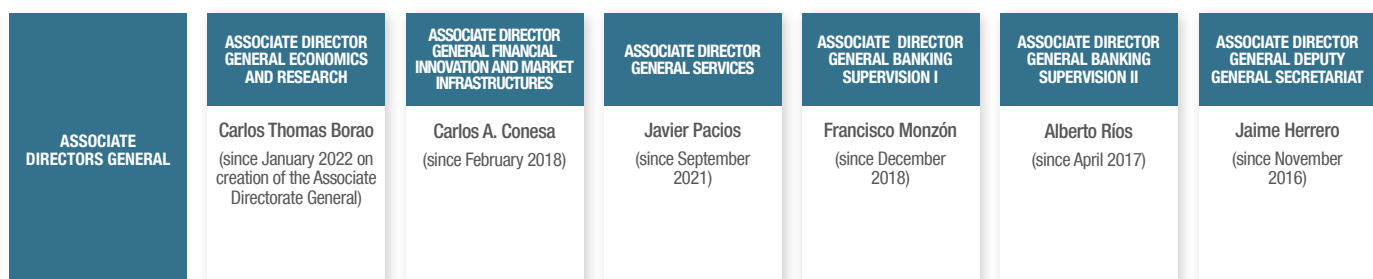 ASSOCIATE
DIRECTORS GENERAL
ASSOCIATE DIRECTOR
GENERAL ECONOMICS
AND RESEARCH
Carlos Thomas Borao
(since January 2022 on
creation of the Associate
Directorate General)
ASSOCIATE DIRECTOR
GENERAL FINANCIAL
INNOVATION AND MARKET
INFRASTRUCTURES
Carlos A. Conesa
(since February 2018)
ASSOCIATE DIRECTOR
GENERAL SERVICES
Javier Pacios
(since September
2021)
ASSOCIATE DIRECTOR
GENERAL BANKING
SUPERVISION I
Francisco Monzón
(since December
2018)
ASSOCIATE DIRECTOR
GENERAL BANKING
SUPERVISION II
Alberto Ríos
(since April 2017)
ASSOCIATE DIRECTOR
GENERAL DEPUTY
GENERAL SECRETARIAT
Jaime Herrero
(since November
2016)